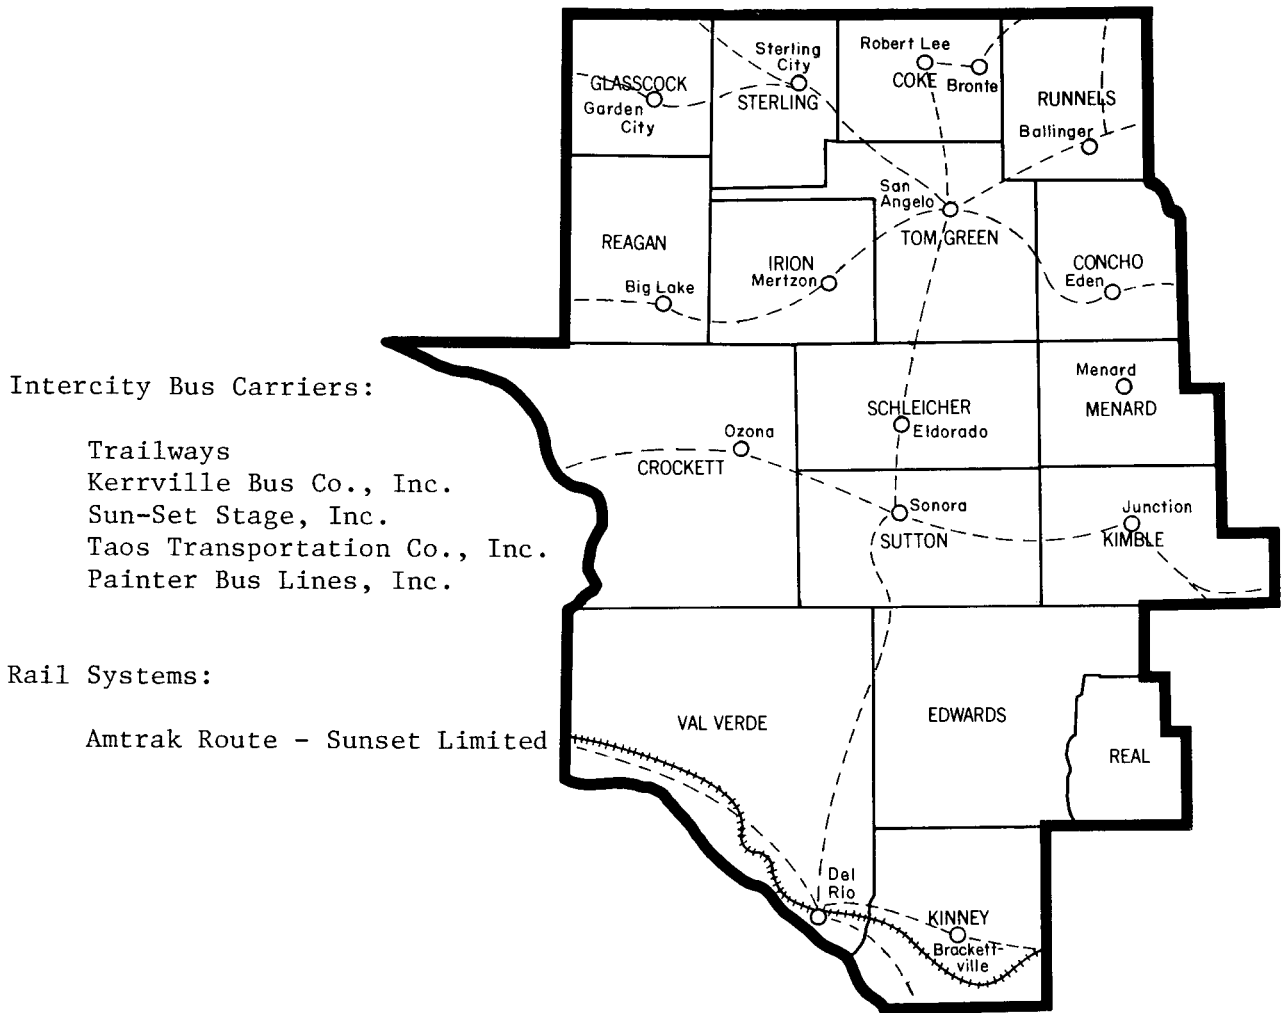 Intercity Bus Carriers:
Trailways
Kerrville Bus Co., Inc.
Sun-Set Stage, Inc.
Taos Transportation Co., Inc.
Painter Bus Lines, Inc.
Rail Systems:
Amtrak Route - Sunset Limited
GLASSCOCK
Garden
City
Sterling
City
STERLING
Robert Lee
COKE
Bronte
RUNNELS
Ballinger
San
Angelo
TOM GREEN
REAGAN
Big Lake
IRION
Mertzon
CONCHO
Eden
Ozona
CROCKETT
SCHLEICHER
Eldorado
Menard
MENARD
Sonora
SUTTON
Junction
KIMBLE
VAL VERDE
EDWARDS
REAL
Del
Rio
KINNEY
Brackett-
ville